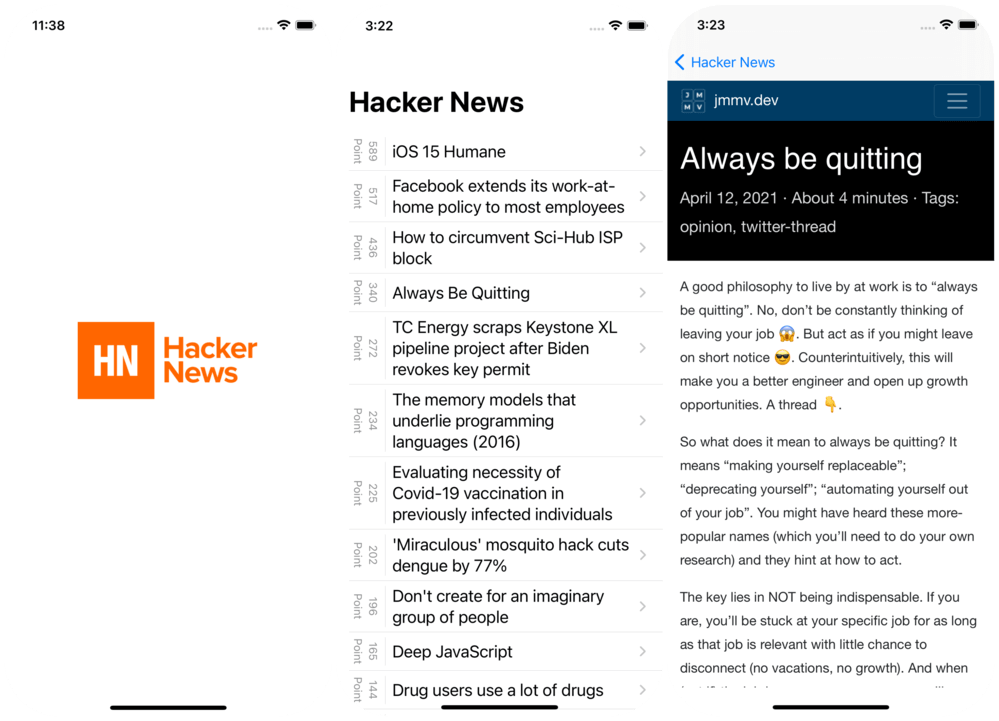 11:38
HN Hacker
News
3:22
Hacker News
Point 589 iOS 15 Humane
Point 517 Facebook extends its work-at-
home policy to most employees
Point 436 How to circumvent Sci-Hub ISP
block
Point 340 Always Be Quitting
Point 272 TC Energy scraps Keystone XL
pipeline project after Biden
revokes key permit
Point 234 The memory models that
underlie programming
languages (2016)
Point 225 Evaluating necessity of
Covid-19 vaccination in
previously infected individuals
Point 202 'Miraculous' mosquito hack cuts
dengue by 77%
Point 196 Don't create for an imaginary
group of people
Point 165 Deep JavaScript
Point 144 Drug users use a lot of drugs
3:23
Hacker News
JMMV jmmv.dev
Always be quitting
April 12, 2021 · About 4 minutes · Tags:
opinion, twitter-thread
A good philosophy to live by at work is to “always
be quitting”. No, don’t be constantly thinking of
leaving your job 😱. But act as if you might leave
on short notice 😎. Counterintuitively, this will
make you a better engineer and open up growth
opportunities. A thread 👇.
So what does it mean to always be quitting? It
means “making yourself replaceable”;
“deprecating yourself”; “automating yourself out
of your job”. You might have heard these more-
popular names (which you’ll need to do your own
research) and they hint at how to act.
The key lies in NOT being indispensable. If you
are, you’ll be stuck at your specific job for as long
as that job is relevant with little chance to
disconnect (no vacations, no growth). And when